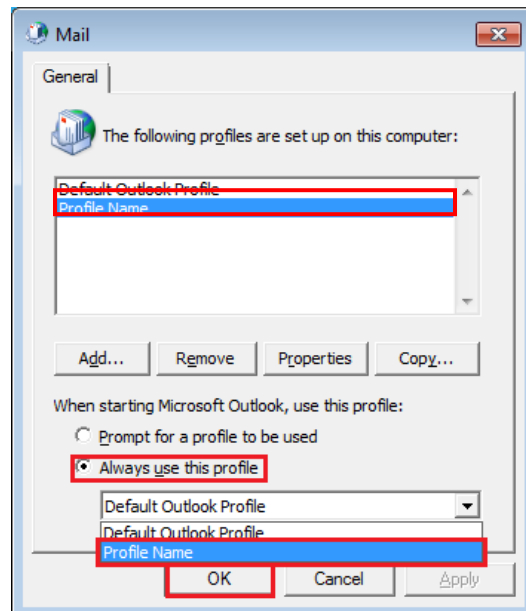 Mail
General
The following profiles are set up on this computer:
Default Outlook Profile
Profile Name
Add... Remove Properties Copy...
When starting Microsoft Outlook, use this profile:
Prompt for a profile to be used
Always use this profile
Default Outlook Profile
Default Outlook Profile
Profile Name
OK Cancel Apply